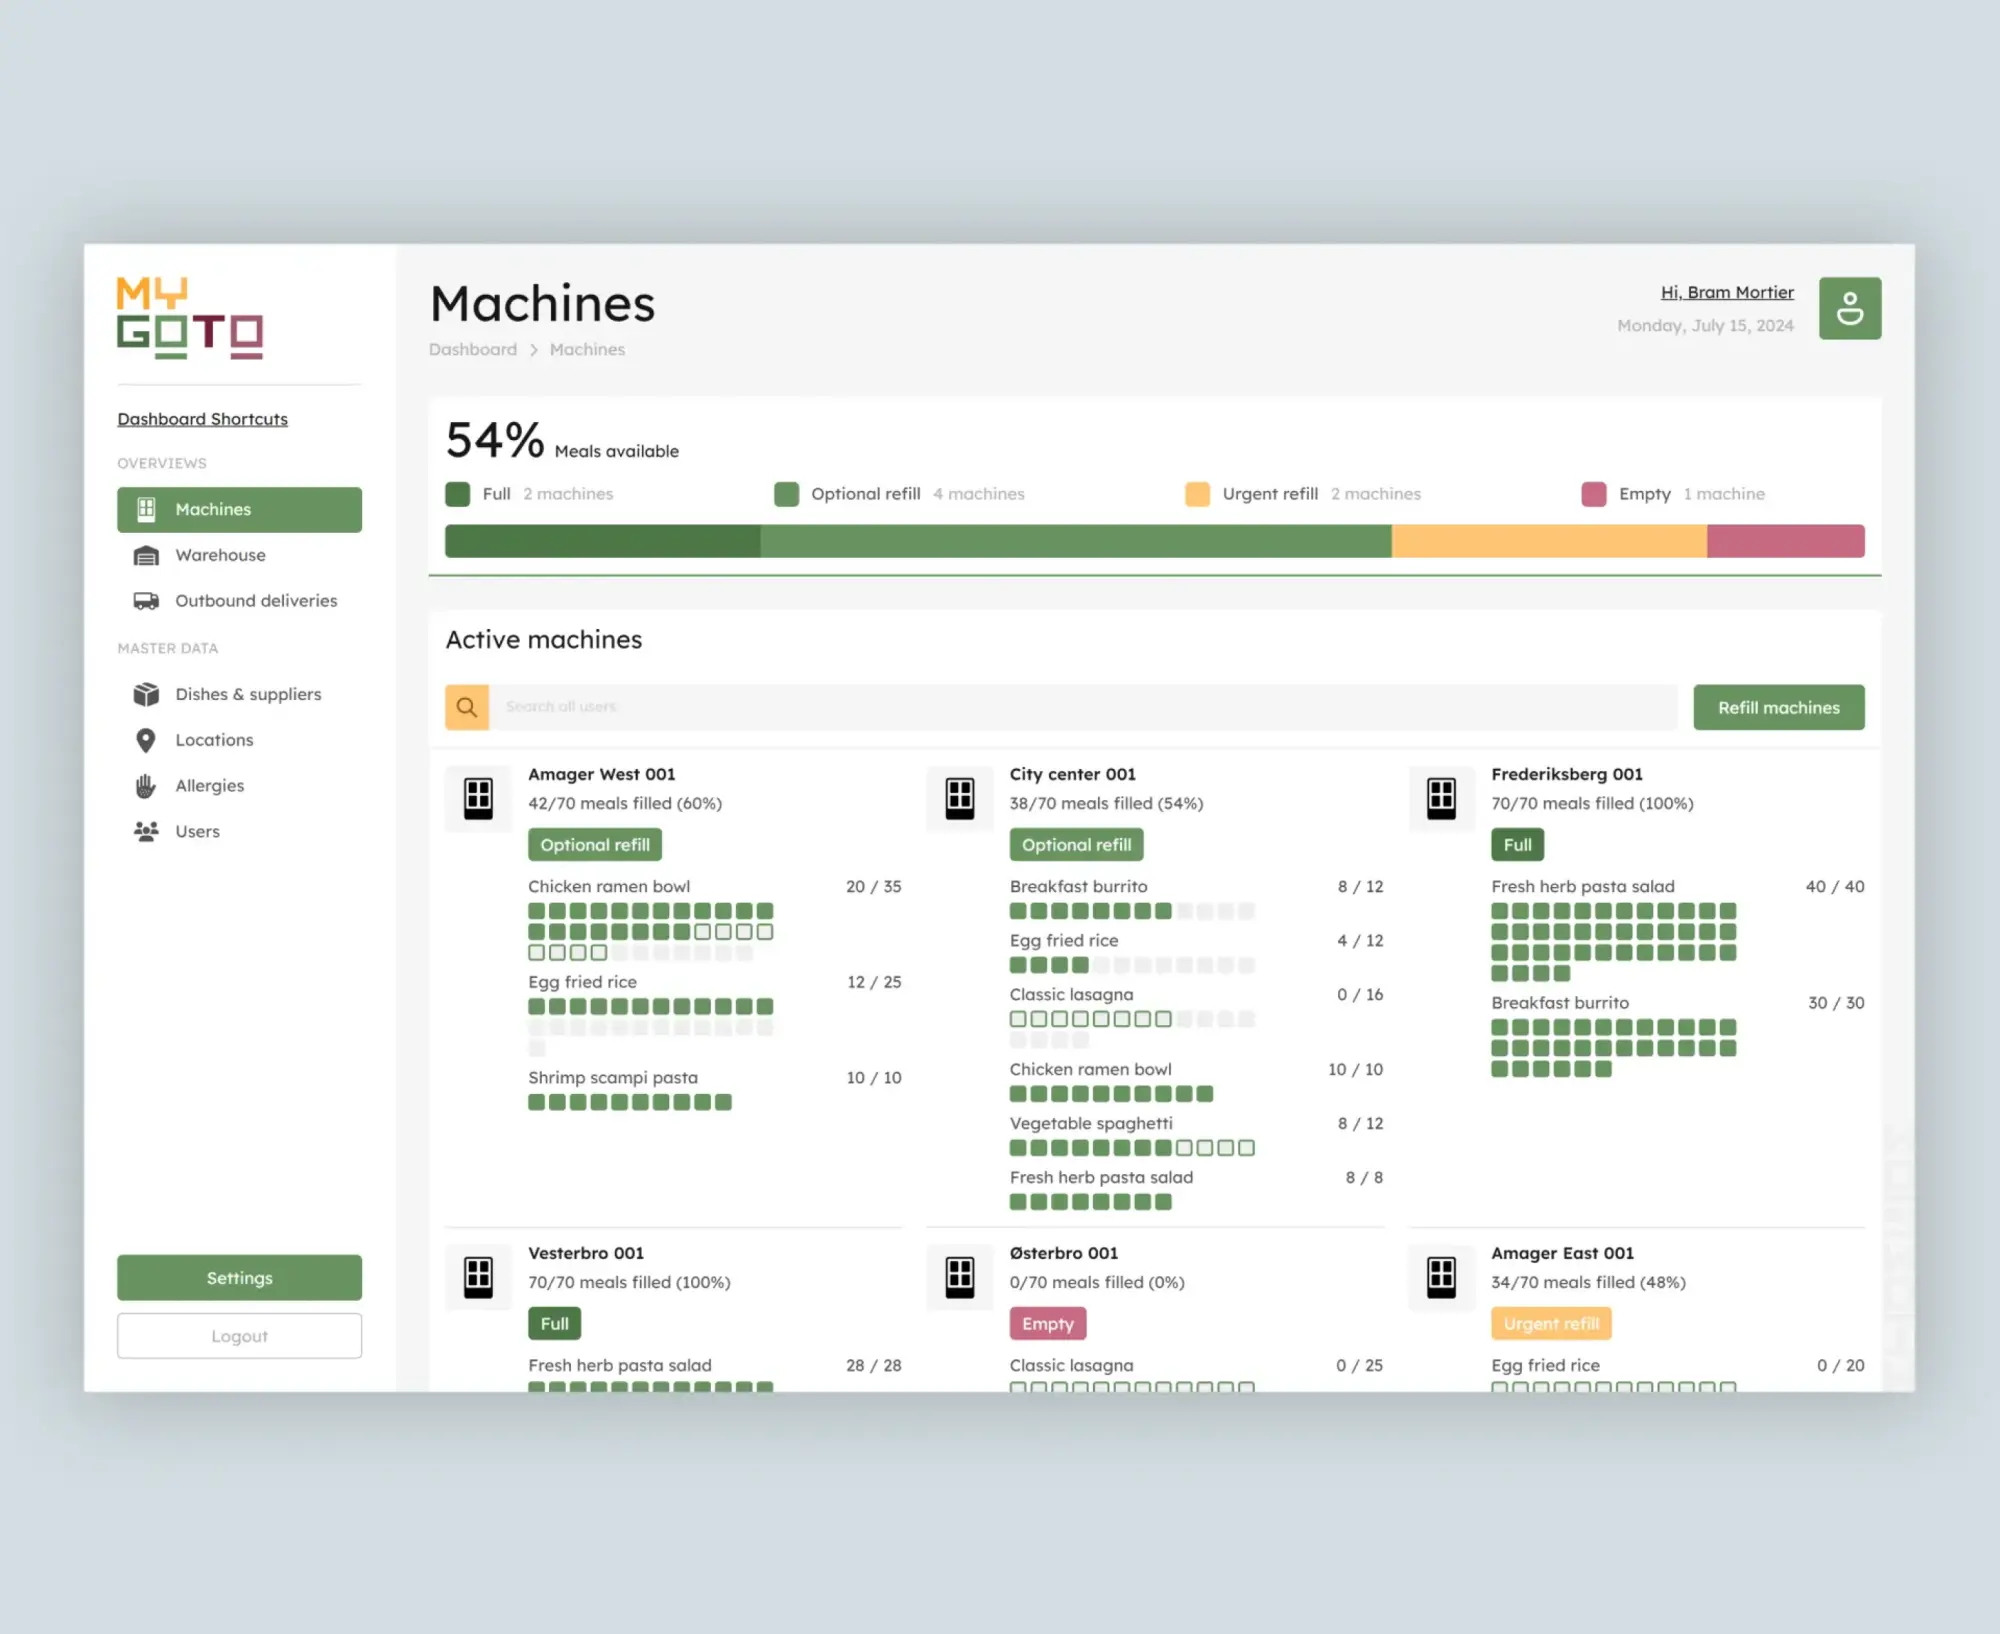 MY
GOTO
Dashboard Shortcuts
OVERVIEWS
Machines
Warehouse
Outbound deliveries
MASTER DATA
Dishes & suppliers
Locations
Allergies
Users
Settings
Logout
Machines
Dashboard > Machines
Hi, Bram Mortier
Monday, July 15, 2024
54% Meals available
Full 2 machines Optional refill 4 machines Urgent refill 2 machines Empty 1 machine
Active machines
Search all users
Refill machines
Amager West 001
42/70 meals filled (60%)
Optional refill
Chicken ramen bowl 20 / 35
Egg fried rice 12 / 25
Shrimp scampi pasta 10 / 10
City center 001
38/70 meals filled (54%)
Optional refill
Breakfast burrito 8 / 12
Egg fried rice 4 / 12
Classic lasagna 0 / 16
Chicken ramen bowl 10 / 10
Vegetable spaghetti 8 / 12
Fresh herb pasta salad 8 / 8
Frederiksberg 001
70/70 meals filled (100%)
Full
Fresh herb pasta salad 40 / 40
Breakfast burrito 30 / 30
Vesterbro 001
70/70 meals filled (100%)
Full
Fresh herb pasta salad 28 / 28
Østerbro 001
0/70 meals filled (0%)
Empty
Classic lasagna 0 / 25
Amager East 001
34/70 meals filled (48%)
Urgent refill
Egg fried rice 0 / 20